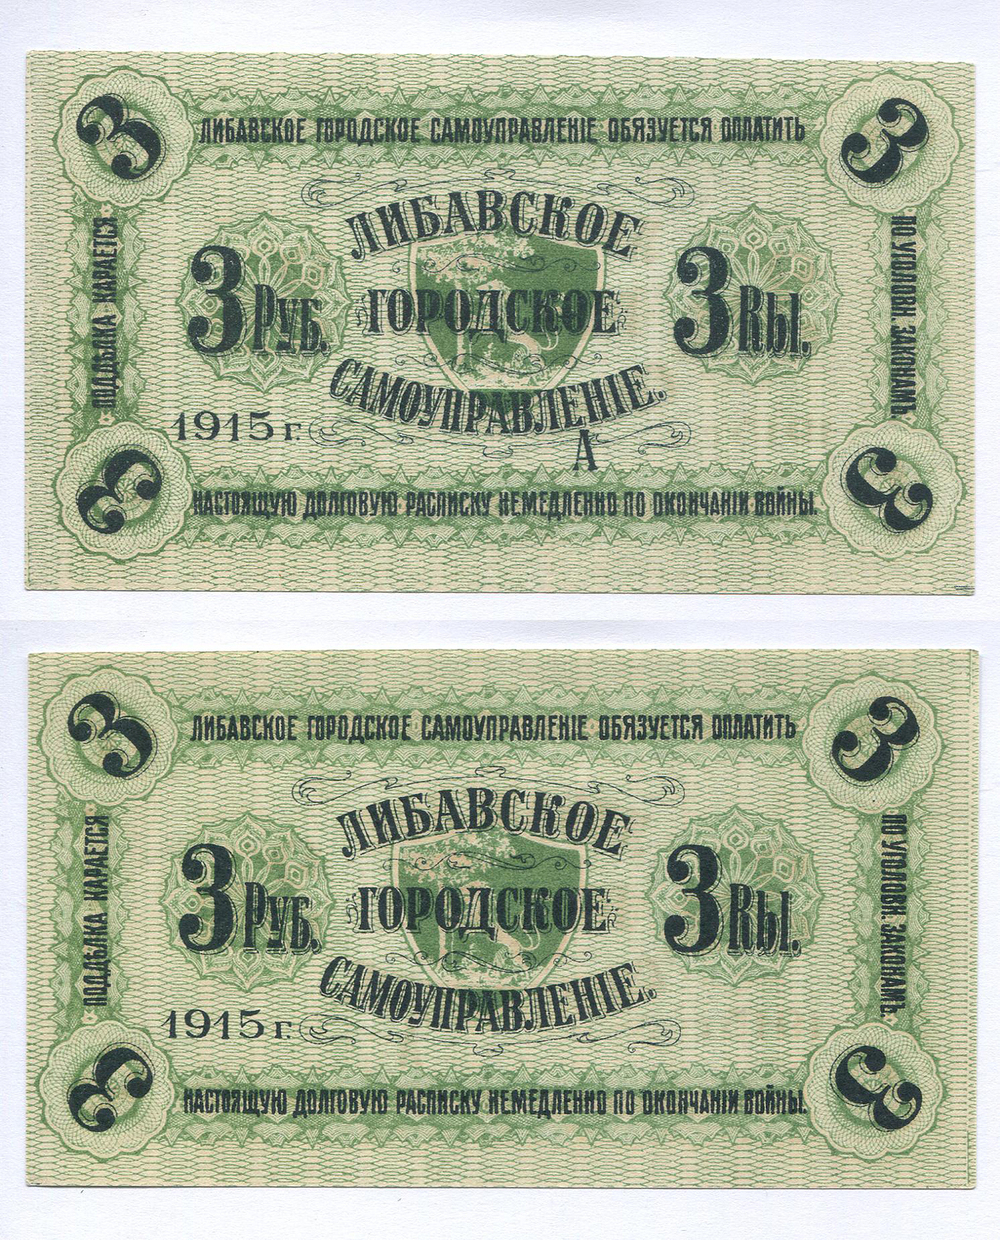 3 3
ЛИБАВСКОЕ ГОРОДСКОЕ САМОУПРАВЛЕНІЕ ОБЯЗУЕТСЯ ОПЛАТИТЬ
ПОДДѢЛКА КАРАЕТСЯ
ЛИБАВСКОЕ
3 РУБ. ГОРОДСКОЕ 3 RЫ.
САМОУПРАВЛЕНІЕ.
1915 г.
А
ПО УГОЛОВН. ЗАКОНАМЪ.
НАСТОЯЩУЮ ДОЛГОВУЮ РАСПИСКУ НЕМЕДЛЕННО ПО ОКОНЧАНІИ ВОЙНЫ.
3 3
3 3
ЛИБАВСКОЕ ГОРОДСКОЕ САМОУПРАВЛЕНІЕ ОБЯЗУЕТСЯ ОПЛАТИТЬ
ПОДДѢЛКА КАРАЕТСЯ
ЛИБАВСКОЕ
3 РУБ. ГОРОДСКОЕ 3 RЫ.
САМОУПРАВЛЕНІЕ.
1915 г.
ПО УГОЛОВН. ЗАКОНАМЪ.
НАСТОЯЩУЮ ДОЛГОВУЮ РАСПИСКУ НЕМЕДЛЕННО ПО ОКОНЧАНІИ ВОЙНЫ.
3 3